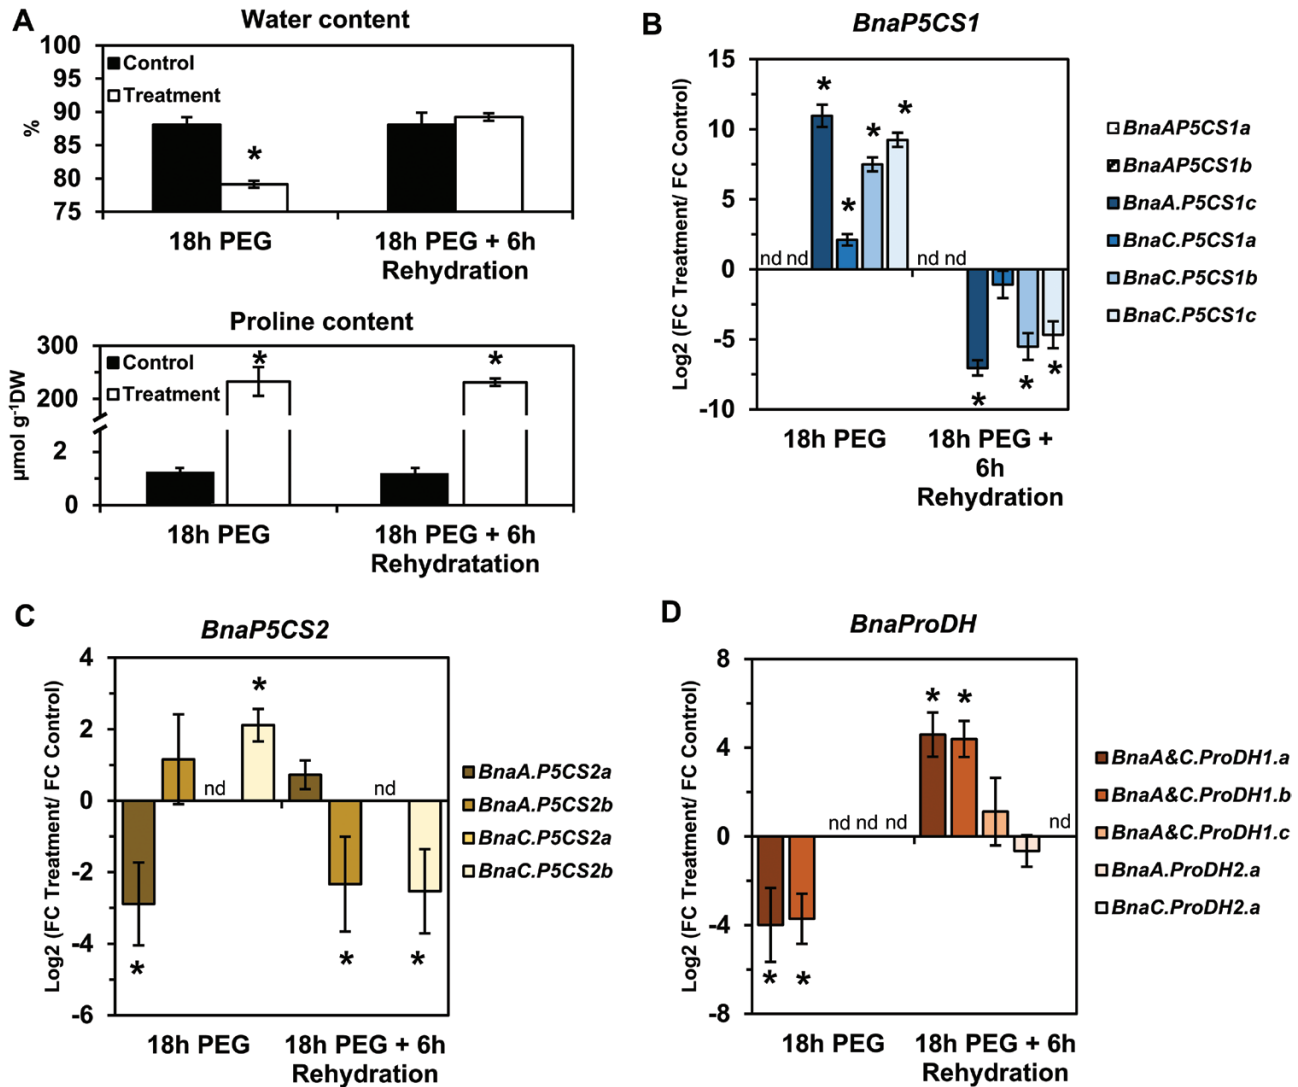 A
Water content
100
95
90
85
80
75
%
Control
Treatment
*
18h PEG
18h PEG + 6h
Rehydration
Proline content
300
200
2
0
µmol g-1DW
Control
Treatment
*
*
18h PEG
18h PEG + 6h
Rehydratation
B
BnaP5CS1
Log2 (FC Treatment/ FC Control)
15
10
5
0
-5
-10
nd nd
*
*
*
*
nd nd
*
*
*
18h PEG
18h PEG +
6h
Rehydration
BnaAP5CS1a
BnaAP5CS1b
BnaA.P5CS1c
BnaC.P5CS1a
BnaC.P5CS1b
BnaC.P5CS1c
C
BnaP5CS2
Log2 (FC Treatment/ FC Control)
4
2
0
-2
-4
-6
*
nd
*
nd
*
*
18h PEG
18h PEG + 6h
Rehydration
BnaA.P5CS2a
BnaA.P5CS2b
BnaC.P5CS2a
BnaC.P5CS2b
D
BnaProDH
Log2 (FC Treatment/ FC Control)
8
4
0
-4
-8
*
*
nd nd nd
*
*
nd
18h PEG
18h PEG + 6h
Rehydration
BnaA&C.ProDH1.a
BnaA&C.ProDH1.b
BnaA&C.ProDH1.c
BnaA.ProDH2.a
BnaC.ProDH2.a